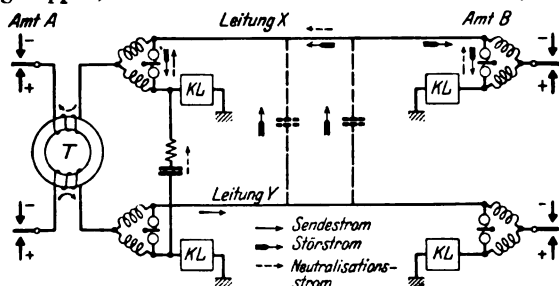 Amt A
Leitung X
Amt B
−
−
+
KL
KL
+
T
−
Leitung Y
−
+
KL
Sendestrom
Störstrom
Neutralisations-
strom
KL
+